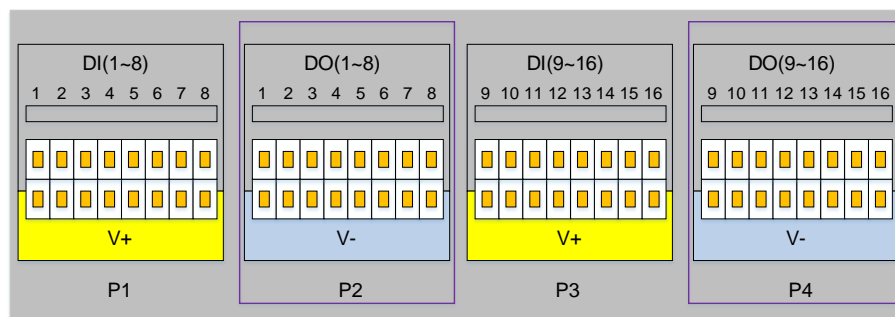 DI(1~8) DO(1~8) DI(9~16) DO(9~16)
1 2 3 4 5 6 7 8 1 2 3 4 5 6 7 8 9 10 11 12 13 14 15 16 9 10 11 12 13 14 15 16
V+ V- V+ V-
P1 P2 P3 P4